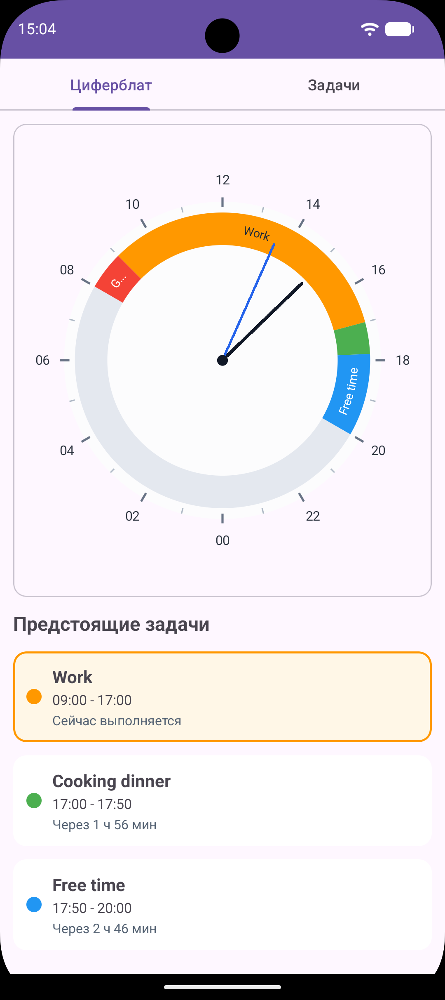 15:04
Циферблат
Задачи
12
10
14
Work
08
16
G...
06
18
Free time
04
20
02
22
00
Предстоящие задачи
Work
09:00 - 17:00
Сейчас выполняется
Cooking dinner
17:00 - 17:50
Через 1 ч 56 мин
Free time
17:50 - 20:00
Через 2 ч 46 мин